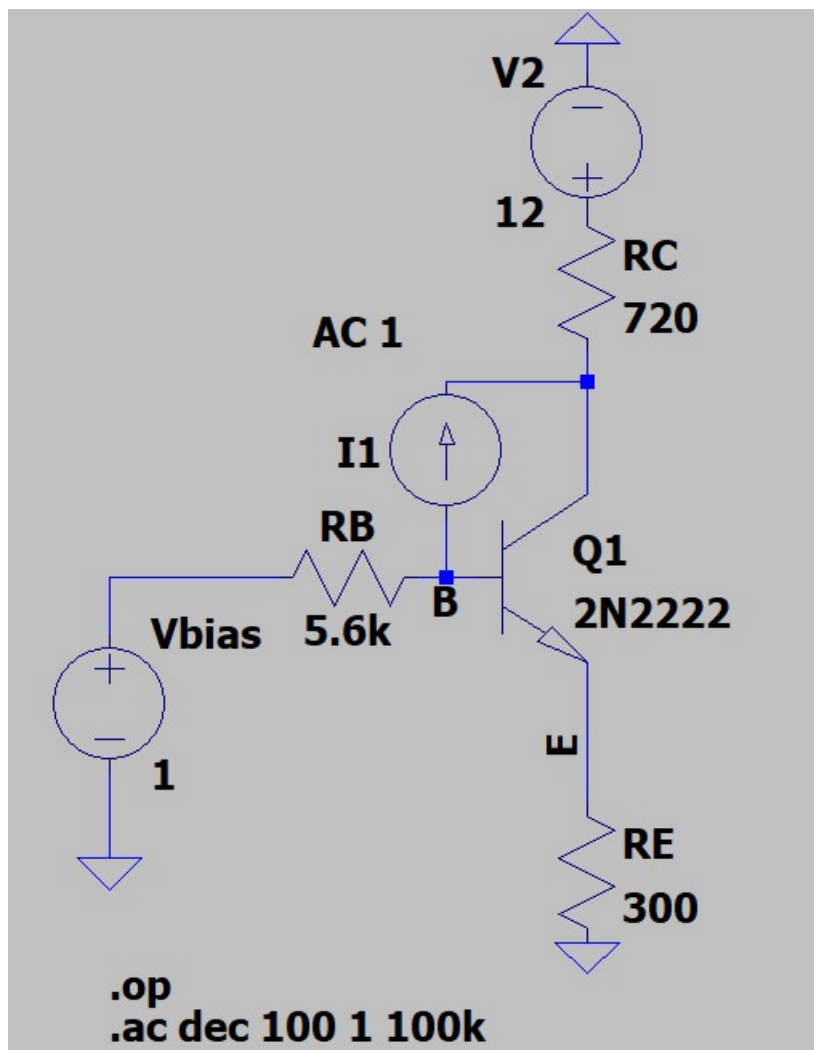 V2
12
RC
720
AC 1
I1
RB
5.6k
B
Q1
2N2222
Vbias
1
E
RE
300
.op
.ac dec 100 1 100k